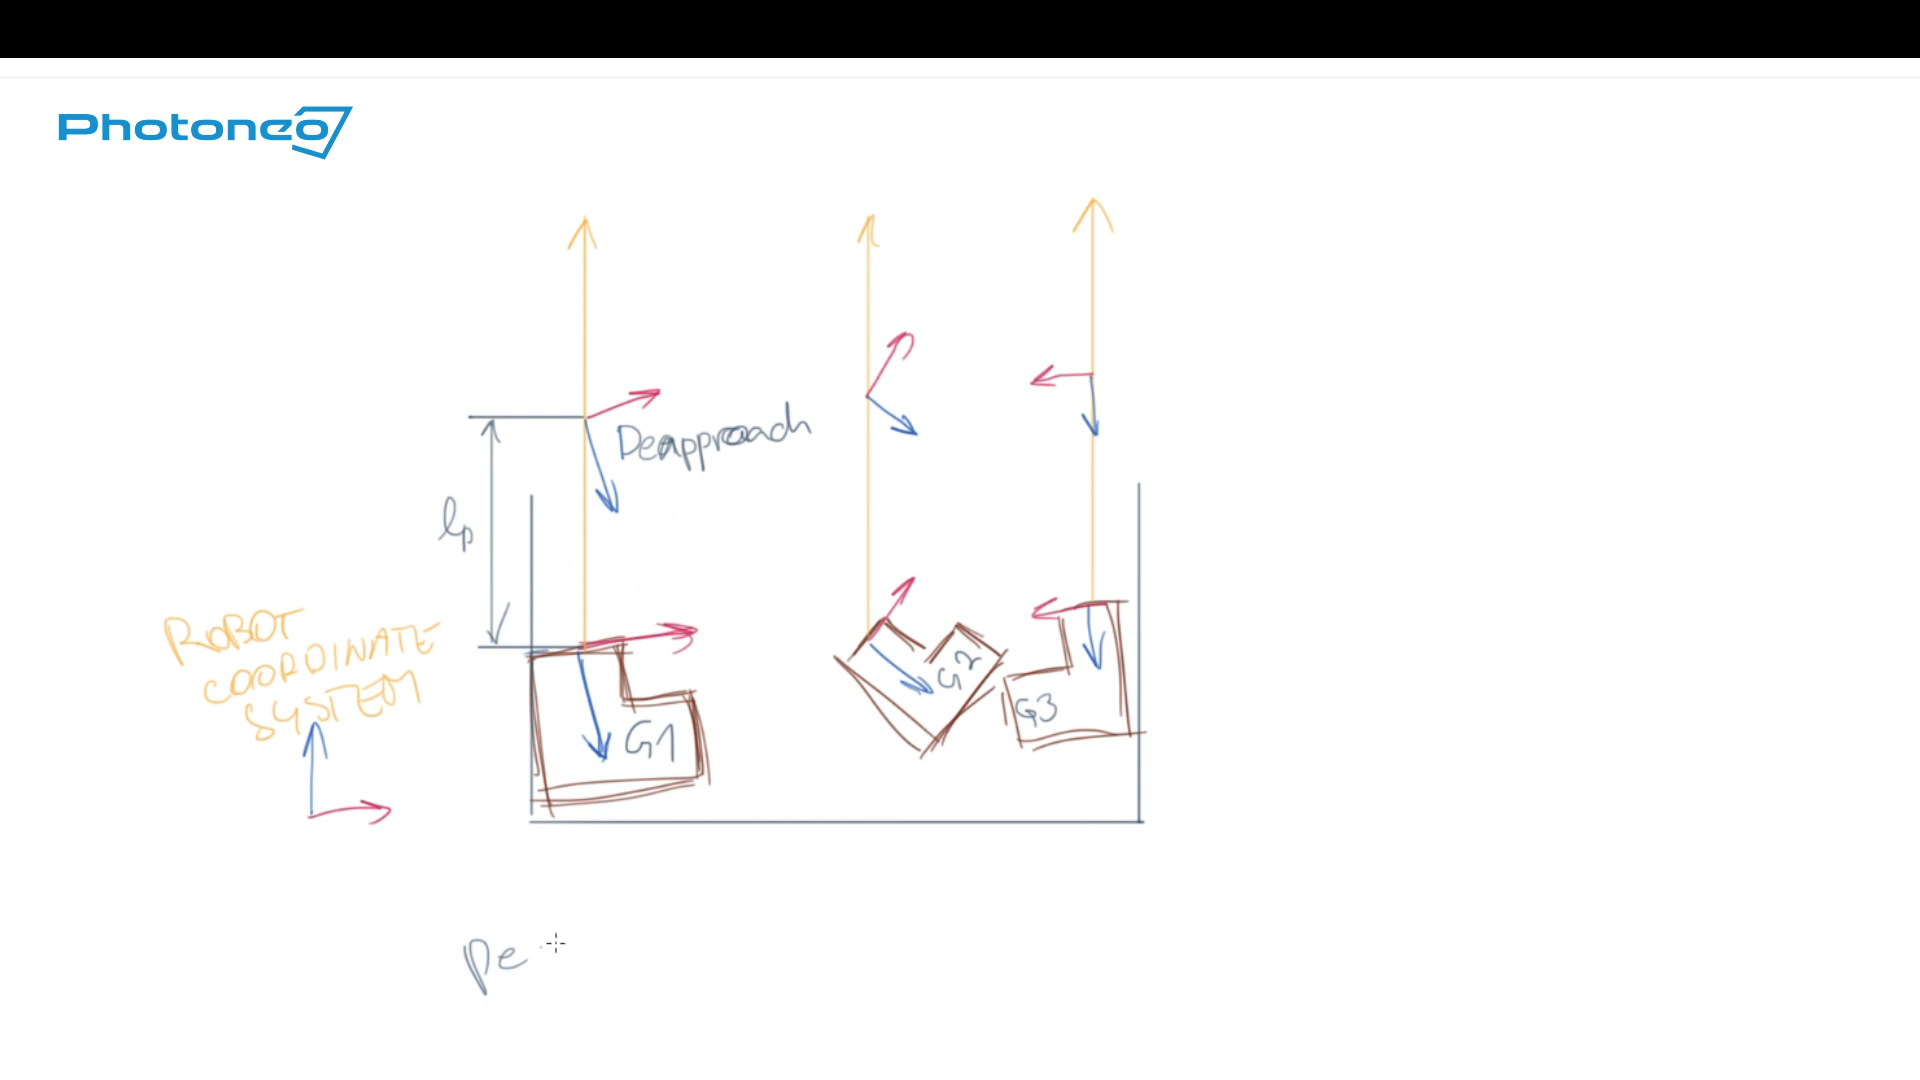 Photoneo
Deapproach
lp
ROBOT
COORDINATE
SYSTEM
G1
G2
G3
pe